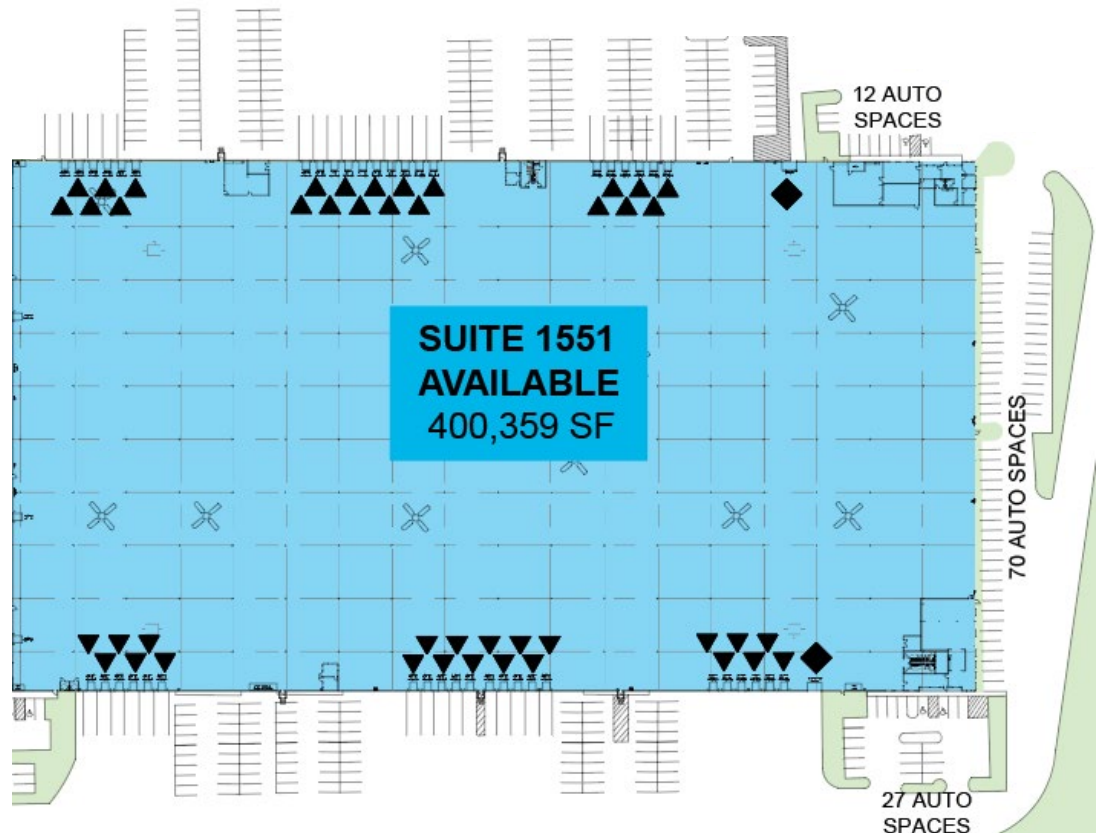 12 AUTO
SPACES
SUITE 1551
AVAILABLE
400,359 SF
70 AUTO SPACES
27 AUTO
SPACES